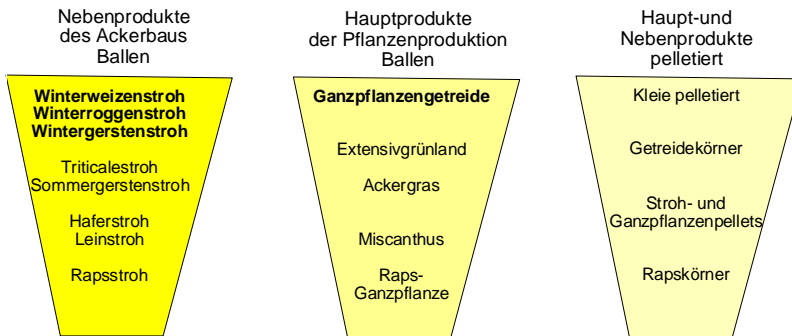 Nebenprodukte
des Ackerbaus
Ballen
Winterweizenstroh
Winterroggenstroh
Wintergerstenstroh
Triticalestroh
Sommergerstenstroh
Haferstroh
Leinstroh
Rapsstroh
Hauptprodukte
der Pflanzenproduktion
Ballen
Ganzpflanzengetreide
Extensivgrünland
Ackergras
Miscanthus
Raps-
Ganzpflanze
Haupt-und
Nebenprodukte
pelletiert
Kleie pelletiert
Getreidekörner
Stroh- und
Ganzpflanzenpellets
Rapskörner